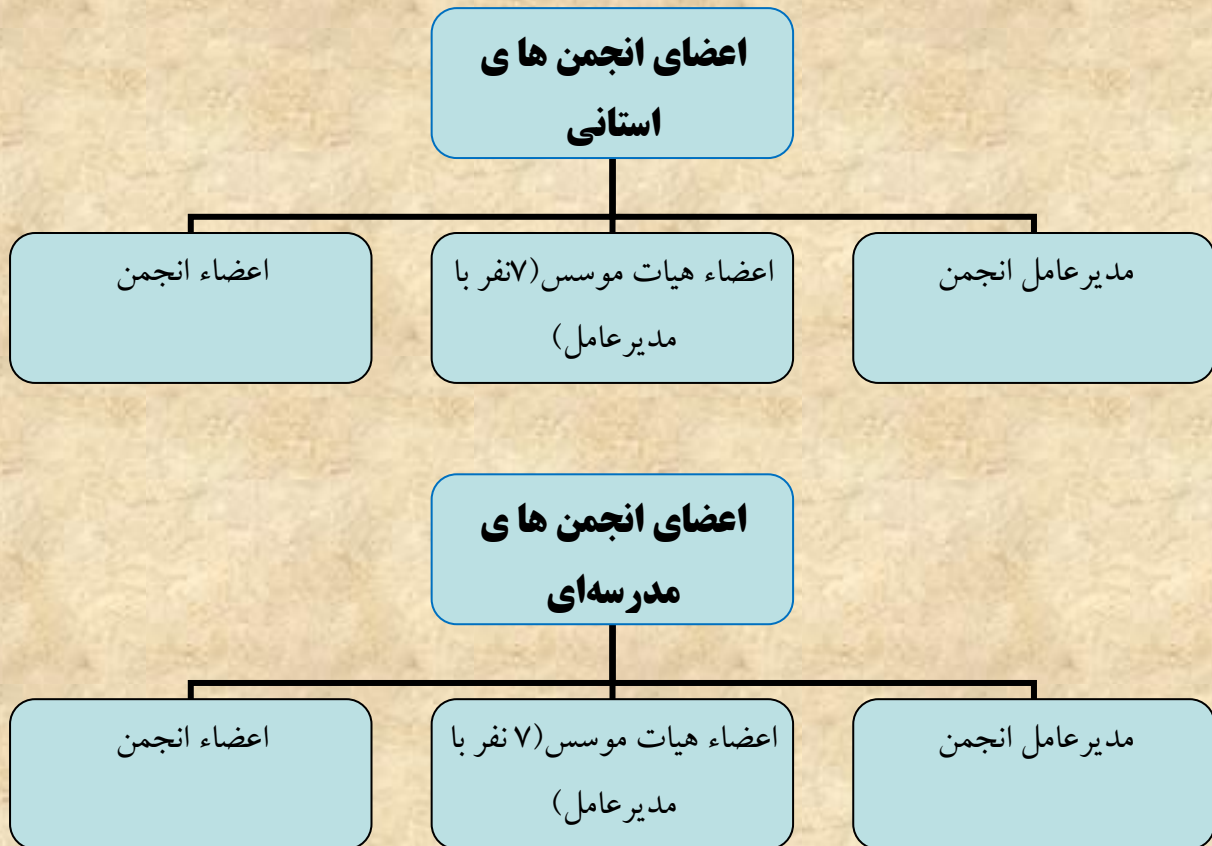 اعضای انجمن ها ی
استانی
مدیرعامل انجمن
اعضاء هیات موسس(۷نفر با
مدیرعامل)
اعضاء انجمن
اعضای انجمن ها ی
مدرسه‌ای
مدیرعامل انجمن
اعضاء هیات موسس(۷ نفر با
مدیرعامل)
اعضاء انجمن